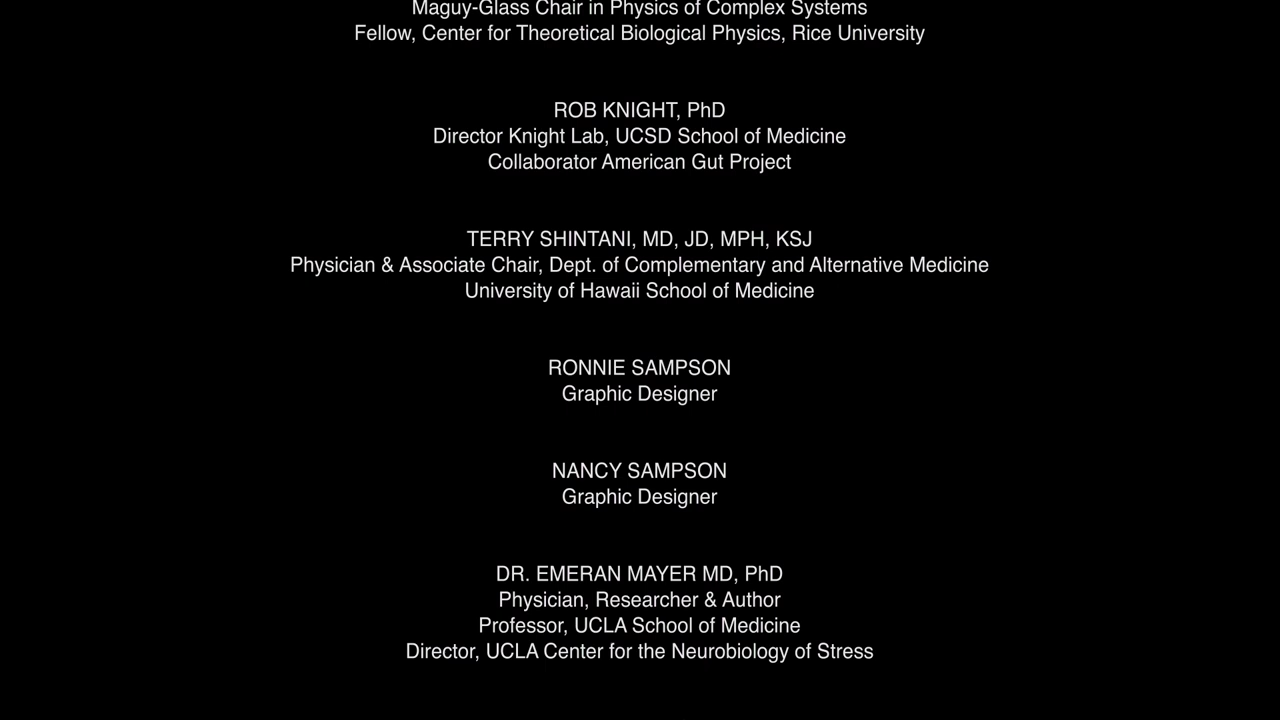 Maguy-Glass Chair in Physics of Complex Systems
Fellow, Center for Theoretical Biological Physics, Rice University
ROB KNIGHT, PhD
Director Knight Lab, UCSD School of Medicine
Collaborator American Gut Project
TERRY SHINTANI, MD, JD, MPH, KSJ
Physician & Associate Chair, Dept. of Complementary and Alternative Medicine
University of Hawaii School of Medicine
RONNIE SAMPSON
Graphic Designer
NANCY SAMPSON
Graphic Designer
DR. EMERAN MAYER MD, PhD
Physician, Researcher & Author
Professor, UCLA School of Medicine
Director, UCLA Center for the Neurobiology of Stress